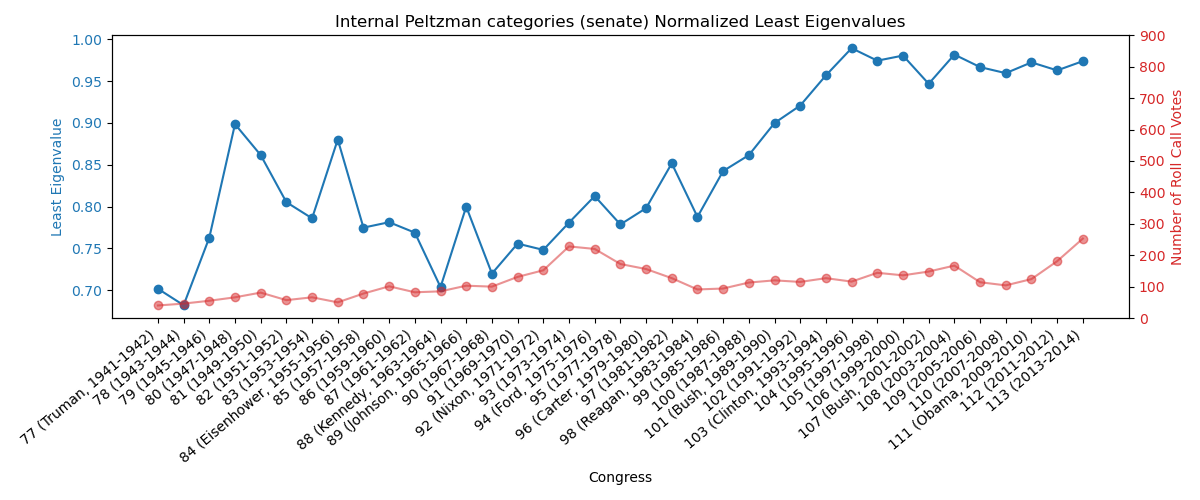 Internal Peltzman categories (senate) Normalized Least Eigenvalues
1.00
0.95
0.90
0.85
0.80
0.75
0.70
Least Eigenvalue
900
800
700
600
500
400
300
200
100
0
Number of Roll Call Votes
77 (Truman, 1941-1942)
78 (1943-1944)
79 (1945-1946)
80 (1947-1948)
81 (1949-1950)
82 (1951-1952)
83 (1953-1954)
84 (Eisenhower, 1955-1956)
85 (1957-1958)
86 (1959-1960)
87 (1961-1962)
88 (Kennedy, 1963-1964)
89 (Johnson, 1965-1966)
90 (1967-1968)
91 (1969-1970)
92 (Nixon, 1971-1972)
93 (1973-1974)
94 (Ford, 1975-1976)
95 (1977-1978)
96 (Carter, 1979-1980)
97 (1981-1982)
98 (Reagan, 1983-1984)
99 (1985-1986)
100 (1987-1988)
101 (Bush, 1989-1990)
102 (1991-1992)
103 (Clinton, 1993-1994)
104 (1995-1996)
105 (1997-1998)
106 (1999-2000)
107 (Bush, 2001-2002)
108 (2003-2004)
109 (2005-2006)
110 (2007-2008)
111 (Obama, 2009-2010)
112 (2011-2012)
113 (2013-2014)
Congress